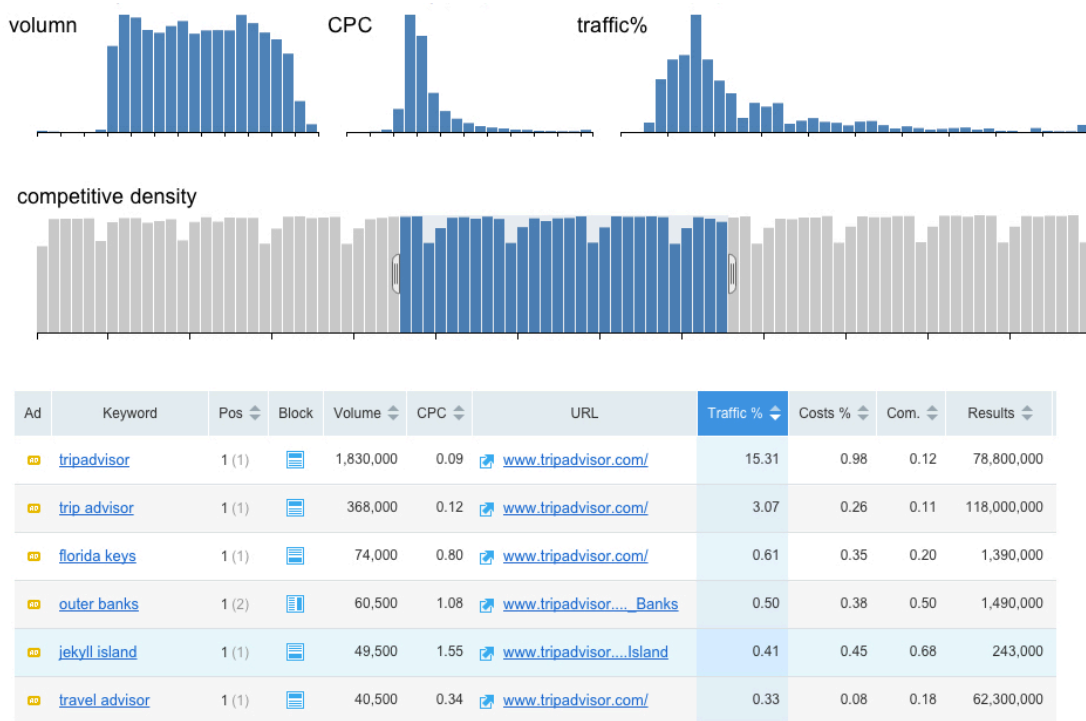 volumn CPC traffic%
competitive density
Ad Keyword Pos Block Volume CPC URL Traffic % Costs % Com. Results
AD tripadvisor 1 (1) 1,830,000 0.09 www.tripadvisor.com/ 15.31 0.98 0.12 78,800,000
AD trip advisor 1 (1) 368,000 0.12 www.tripadvisor.com/ 3.07 0.26 0.11 118,000,000
AD florida keys 1 (1) 74,000 0.80 www.tripadvisor.com/ 0.61 0.35 0.20 1,390,000
AD outer banks 1 (2) 60,500 1.08 www.tripadvisor...._Banks 0.50 0.38 0.50 1,490,000
AD jekyll island 1 (1) 49,500 1.55 www.tripadvisor....Island 0.41 0.45 0.68 243,000
AD travel advisor 1 (1) 40,500 0.34 www.tripadvisor.com/ 0.33 0.08 0.18 62,300,000